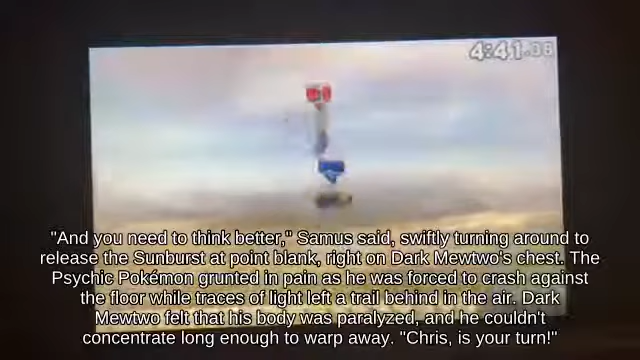 4:41.38
"And you need to think better," Samus said, swiftly turning around to
release the Sunburst at point blank, right on Dark Mewtwo's chest. The
Psychic Pokémon grunted in pain as he was forced to crash against
the floor while traces of light left a trail behind in the air. Dark
Mewtwo felt that his body was paralyzed, and he couldn't
concentrate long enough to warp away. "Chris, is your turn!"